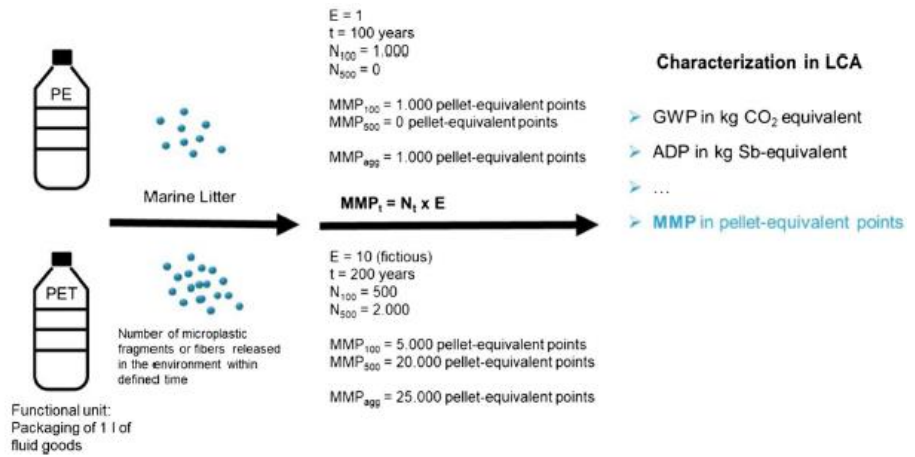 PE
Marine Litter
PET
Number of microplastic
fragments or fibers released
in the environment within
defined time
Functional unit:
Packaging of 1 l of
fluid goods
E = 1
t = 100 years
N100 = 1.000
N500 = 0
MMP100 = 1.000 pellet-equivalent points
MMP500 = 0 pellet-equivalent points
MMPagg = 1.000 pellet-equivalent points
MMPt = Nt x E
E = 10 (fictious)
t = 200 years
N100 = 500
N500 = 2.000
MMP100 = 5.000 pellet-equivalent points
MMP500 = 20.000 pellet-equivalent points
MMPagg = 25.000 pellet-equivalent points
Characterization in LCA
GWP in kg CO2 equivalent
ADP in kg Sb-equivalent
...
MMP in pellet-equivalent points